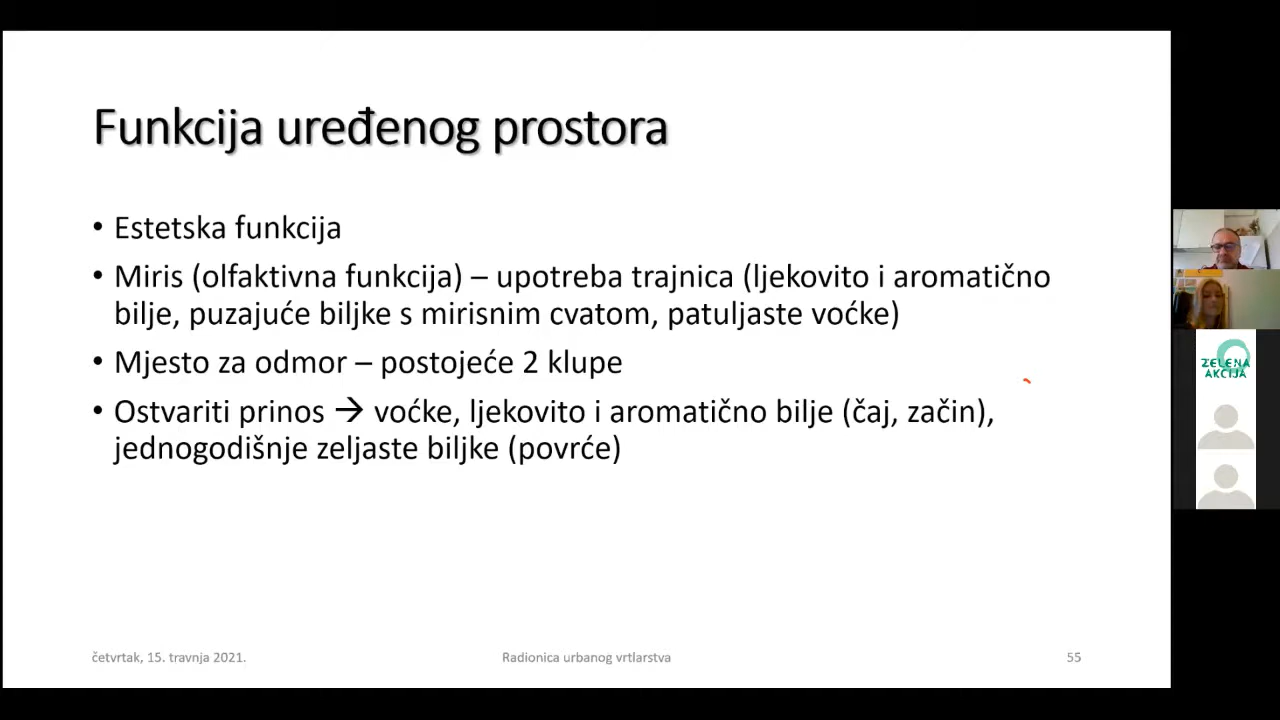 Funkcija uređenog prostora
• Estetska funkcija
• Miris (olfaktivna funkcija) – upotreba trajnica (ljekovito i aromatično
bilje, puzajuće biljke s mirisnim cvatom, patuljaste voćke)
• Mjesto za odmor – postojeće 2 klupe
• Ostvariti prinos → voćke, ljekovito i aromatično bilje (čaj, začin),
jednogodišnje zeljaste biljke (povrće)
četvrtak, 15. travnja 2021.
Radionica urbanog vrtlarstva
55
ZELENA
AKCIJA